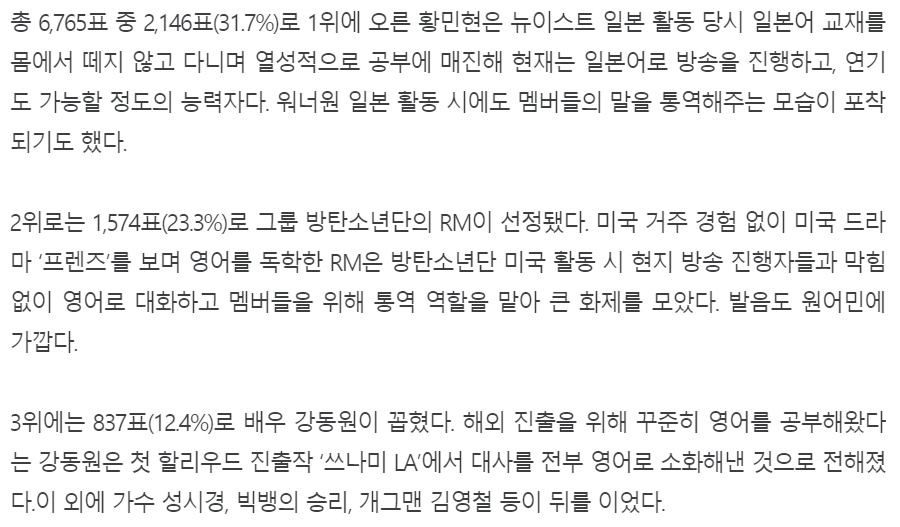 총 6,765표 중 2,146표(31.7%)로 1위에 오른 황민현은 뉴이스트 일본 활동 당시 일본어 교재를
몸에서 떼지 않고 다니며 열성적으로 공부에 매진해 현재는 일본어로 방송을 진행하고, 연기
도 가능할 정도의 능력자다. 워너원 일본 활동 시에도 멤버들의 말을 통역해주는 모습이 포착
되기도 했다.
2위로는 1,574표(23.3%)로 그룹 방탄소년단의 RM이 선정됐다. 미국 거주 경험 없이 미국 드라
마 ‘프렌즈’를 보며 영어를 독학한 RM은 방탄소년단 미국 활동 시 현지 방송 진행자들과 막힘
없이 영어로 대화하고 멤버들을 위해 통역 역할을 맡아 큰 화제를 모았다. 발음도 원어민에
가깝다.
3위에는 837표(12.4%)로 배우 강동원이 꼽혔다. 해외 진출을 위해 꾸준히 영어를 공부해왔다
는 강동원은 첫 할리우드 진출작 ‘쓰나미 LA’에서 대사를 전부 영어로 소화해낸 것으로 전해졌
다.이 외에 가수 성시경, 빅뱅의 승리, 개그맨 김영철 등이 뒤를 이었다.